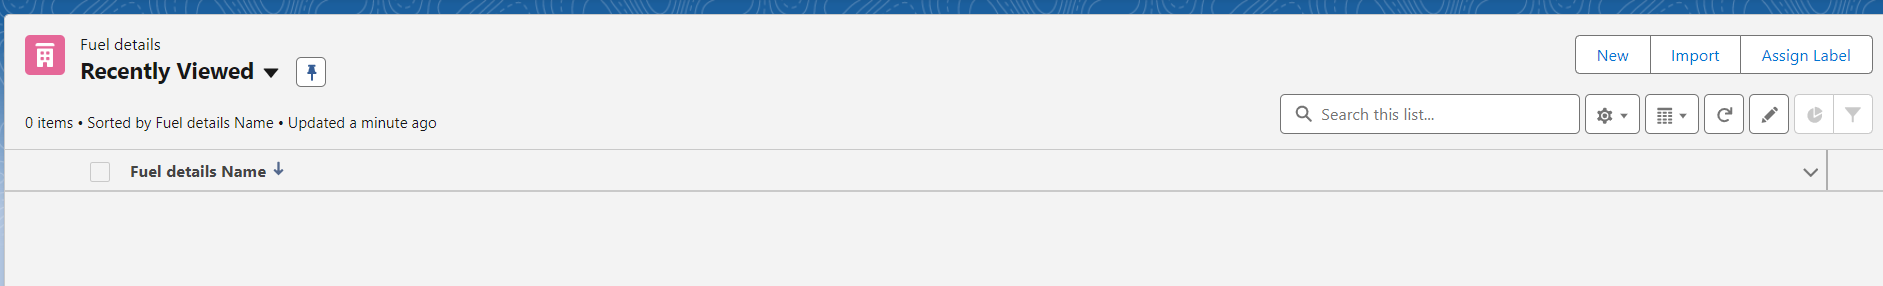 Fuel details
Recently Viewed
New Import Assign Label
0 items • Sorted by Fuel details Name • Updated a minute ago
Search this list...
Fuel details Name